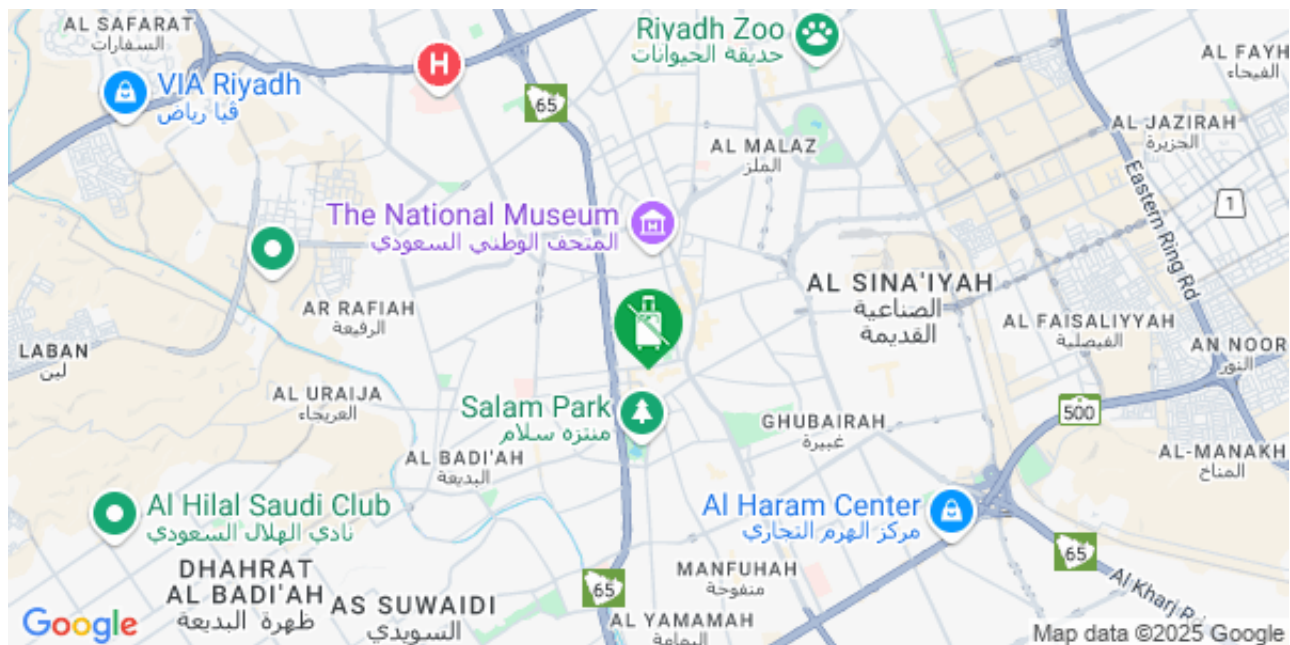 AL SAFARAT
السفارات
VIA Riyadh
ڤيا رياض
H
65
Riyadh Zoo
حديقة الحيوانات
AL FAYH
الفيحاء
AL JAZIRAH
الجزيرة
AL MALAZ
الملز
Eastern Ring Rd
1
The National Museum
المتحف الوطني السعودي
AR RAFIAH
الرفيعة
AL SINA'IYAH
الصناعية
القديمة
AL FAISALIYYAH
الفيصلية
AN NOOR
النور
LABAN
لبن
AL URAIJA
العريجاء
Salam Park
منتزه سلام
GHUBAIRAH
غبيرة
500
AL-MANAKH
المناخ
AL BADI'AH
البديعة
Al Hilal Saudi Club
نادي الهلال السعودي
Al Haram Center
مركز الهرم التجاري
65
Al Kharj Rd
DHAHRAT
AL BADI'AH
ظهرة البديعة
AS SUWAIDI
السويدي
65
MANFUHAH
منفوحة
AL YAMAMAH
اليمامة
Google
Map data ©2025 Google